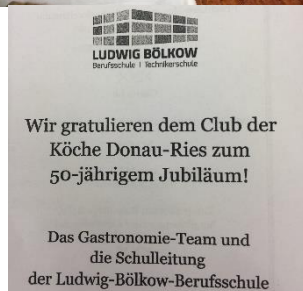 LUDWIG BÖLKOW
Berufsschule | Technikerschule
Wir gratulieren dem Club der
Köche Donau-Ries zum
50-jährigem Jubiläum!
Das Gastronomie-Team und
die Schulleitung
der Ludwig-Bölkow-Berufsschule